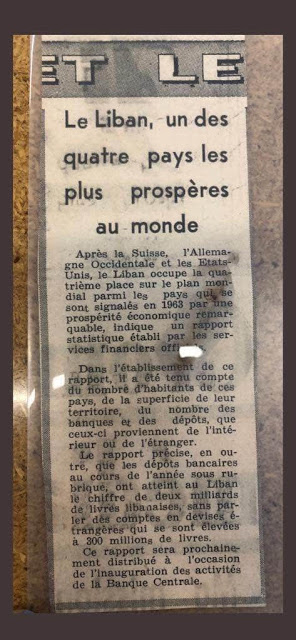 ET LE
Le Liban, un des
quatre pays les
plus prospères
au monde
Après la Suisse, l'Allema-
gne Occidentale et les Etats-
Unis, le Liban occupe la qua-
trième place sur le plan mon-
dial parmi les pays qui se
sont signalés en 1963 par une
prospérité économique remar-
quable, indique un rapport
statistique établi par les ser-
vices financiers
Dans l'établissement de ce
rapport, il a été tenu compte
du nombre d'habitants de ces
pays, de la superficie de leur
territoire, du nombre des
banques et des dépôts, que
ceux-ci proviennent de l'inté-
rieur ou de l'étranger.
Le rapport précise, en ou-
tre, que les dépôts bancaires
au cours de l'année sous ru-
brique, ont atteint au Liban
le chiffre de deux milliards
de livres libanaises, sans par-
ler des comptes en devises é-
trangères qui se sont élevées
à 300 millions de livres.
Ce rapport sera prochaine-
ment distribué à l'occasion
de l'inauguration des activités
de la Banque Centrale.